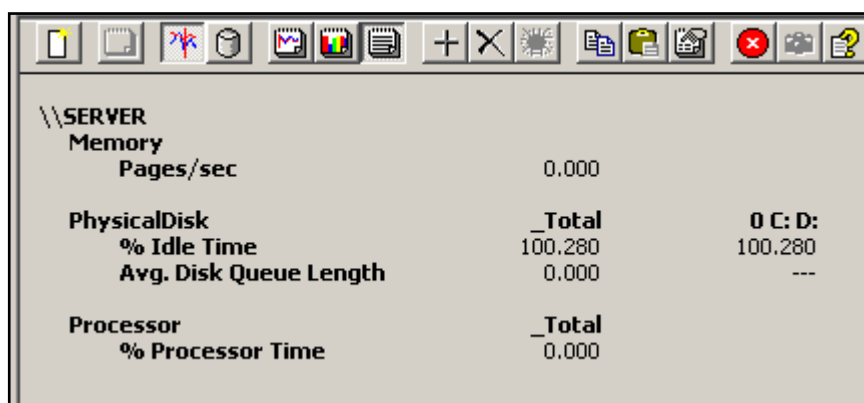 \\SERVER
Memory
Pages/sec 0.000
PhysicalDisk _Total 0 C: D:
% Idle Time 100.280 100.280
Avg. Disk Queue Length 0.000 ---
Processor _Total
% Processor Time 0.000